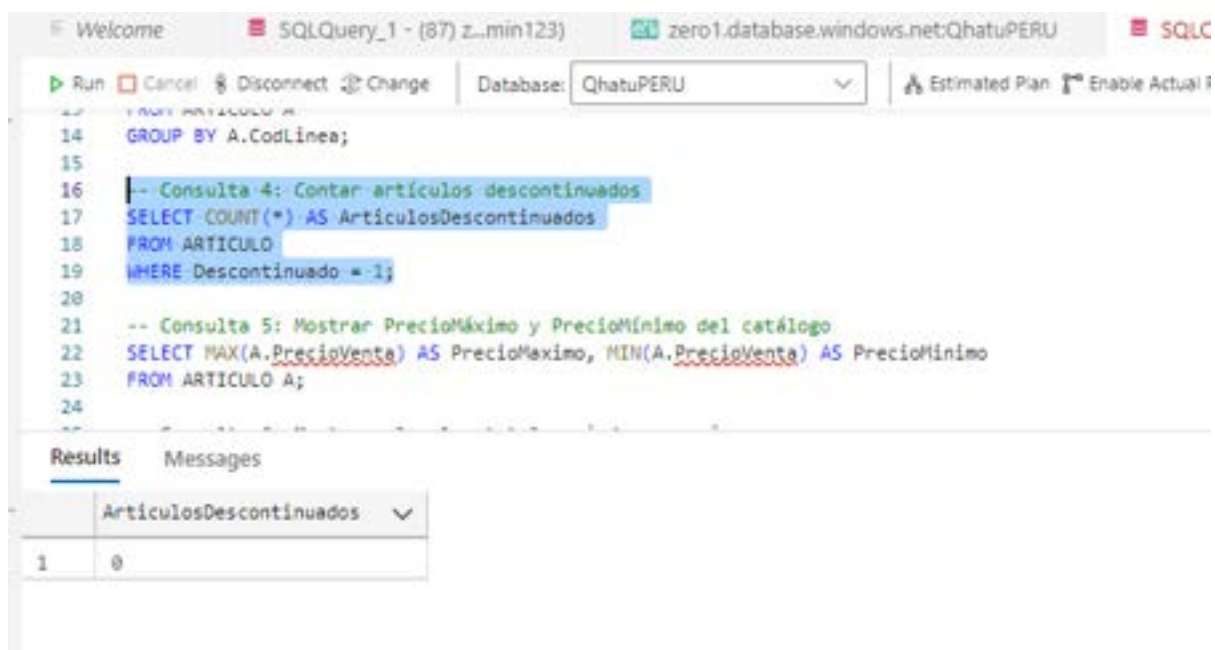 Welcome
SQLQuery_1 - (87) z...min123)
zero1.database.windows.net:QhatuPERU
SQLC
Run Cancel Disconnect Change Database: QhatuPERU Estimated Plan Enable Actual
FROM ARTICULO A
14 GROUP BY A.CodLinea;
15
16 -- Consulta 4: Contar artículos descontinuados
17 SELECT COUNT(*) AS ArticulosDescontinuados
18 FROM ARTICULO
19 WHERE Descontinuado = 1;
20
21 -- Consulta 5: Mostrar PrecioMáximo y PrecioMínimo del catálogo
22 SELECT MAX(A.PrecioVenta) AS PrecioMaximo, MIN(A.PrecioVenta) AS PrecioMinimo
23 FROM ARTICULO A;
24
Results Messages
ArticulosDescontinuados
1 0